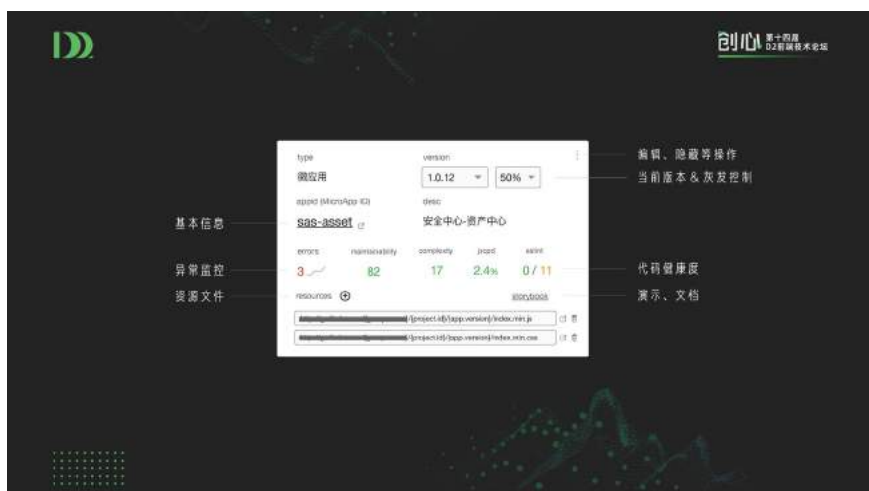 D2
创心 第十四届
D2前端技术论坛
type
version
微应用
1.0.12
50%
编辑、隐藏等操作
当前版本 & 灰发控制
appid (MicroApp ID)
desc
基本信息
sas-asset
安全中心-资产中心
errors
maintainability
complexity
jscpd
eslint
异常监控
3
82
17
2.4%
0 / 11
代码健康度
资源文件
resources
storybook
演示、文档
/{project.id}/{app.version}/index.min.js
/{project.id}/{app.version}/index.min.css